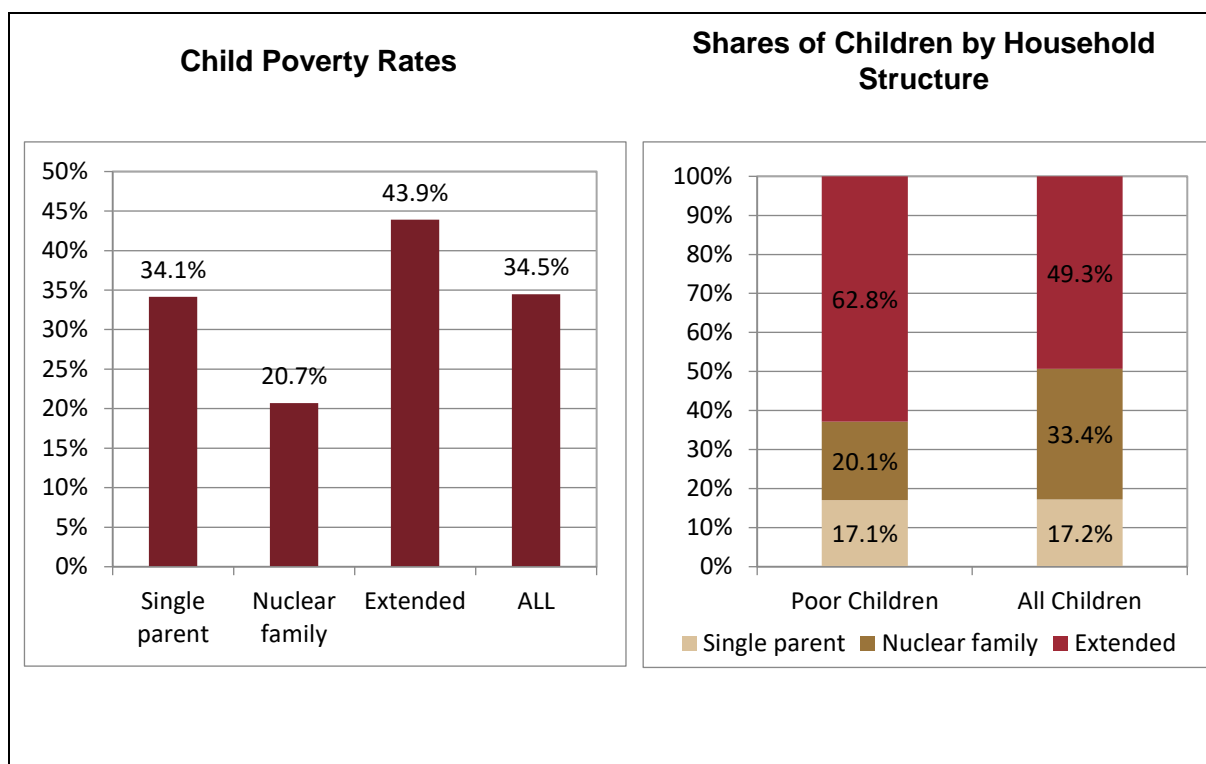 Child Poverty Rates
50%
45%
40%
35%
30%
25%
20%
15%
10%
5%
0%
34.1%
20.7%
43.9%
34.5%
Single parent
Nuclear family
Extended
ALL
Shares of Children by Household
Structure
100%
90%
80%
70%
60%
50%
40%
30%
20%
10%
0%
62.8%
20.1%
17.1%
49.3%
33.4%
17.2%
Poor Children
All Children
Single parent
Nuclear family
Extended